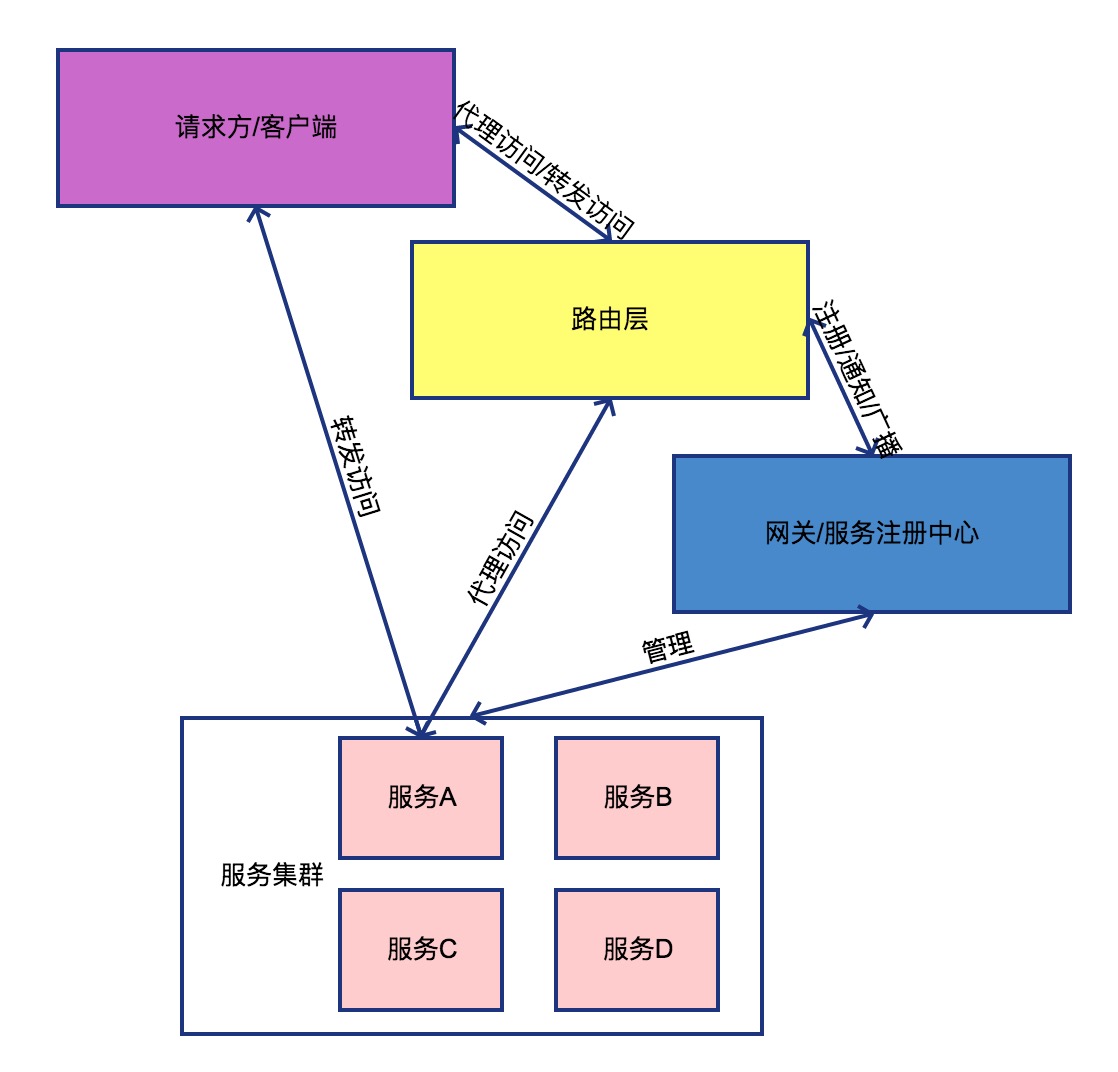 请求方/客户端
代理访问/转发访问
路由层
注册/通知/广播
转发访问
代理访问
网关/服务注册中心
管理
服务A
服务B
服务集群
服务C
服务D